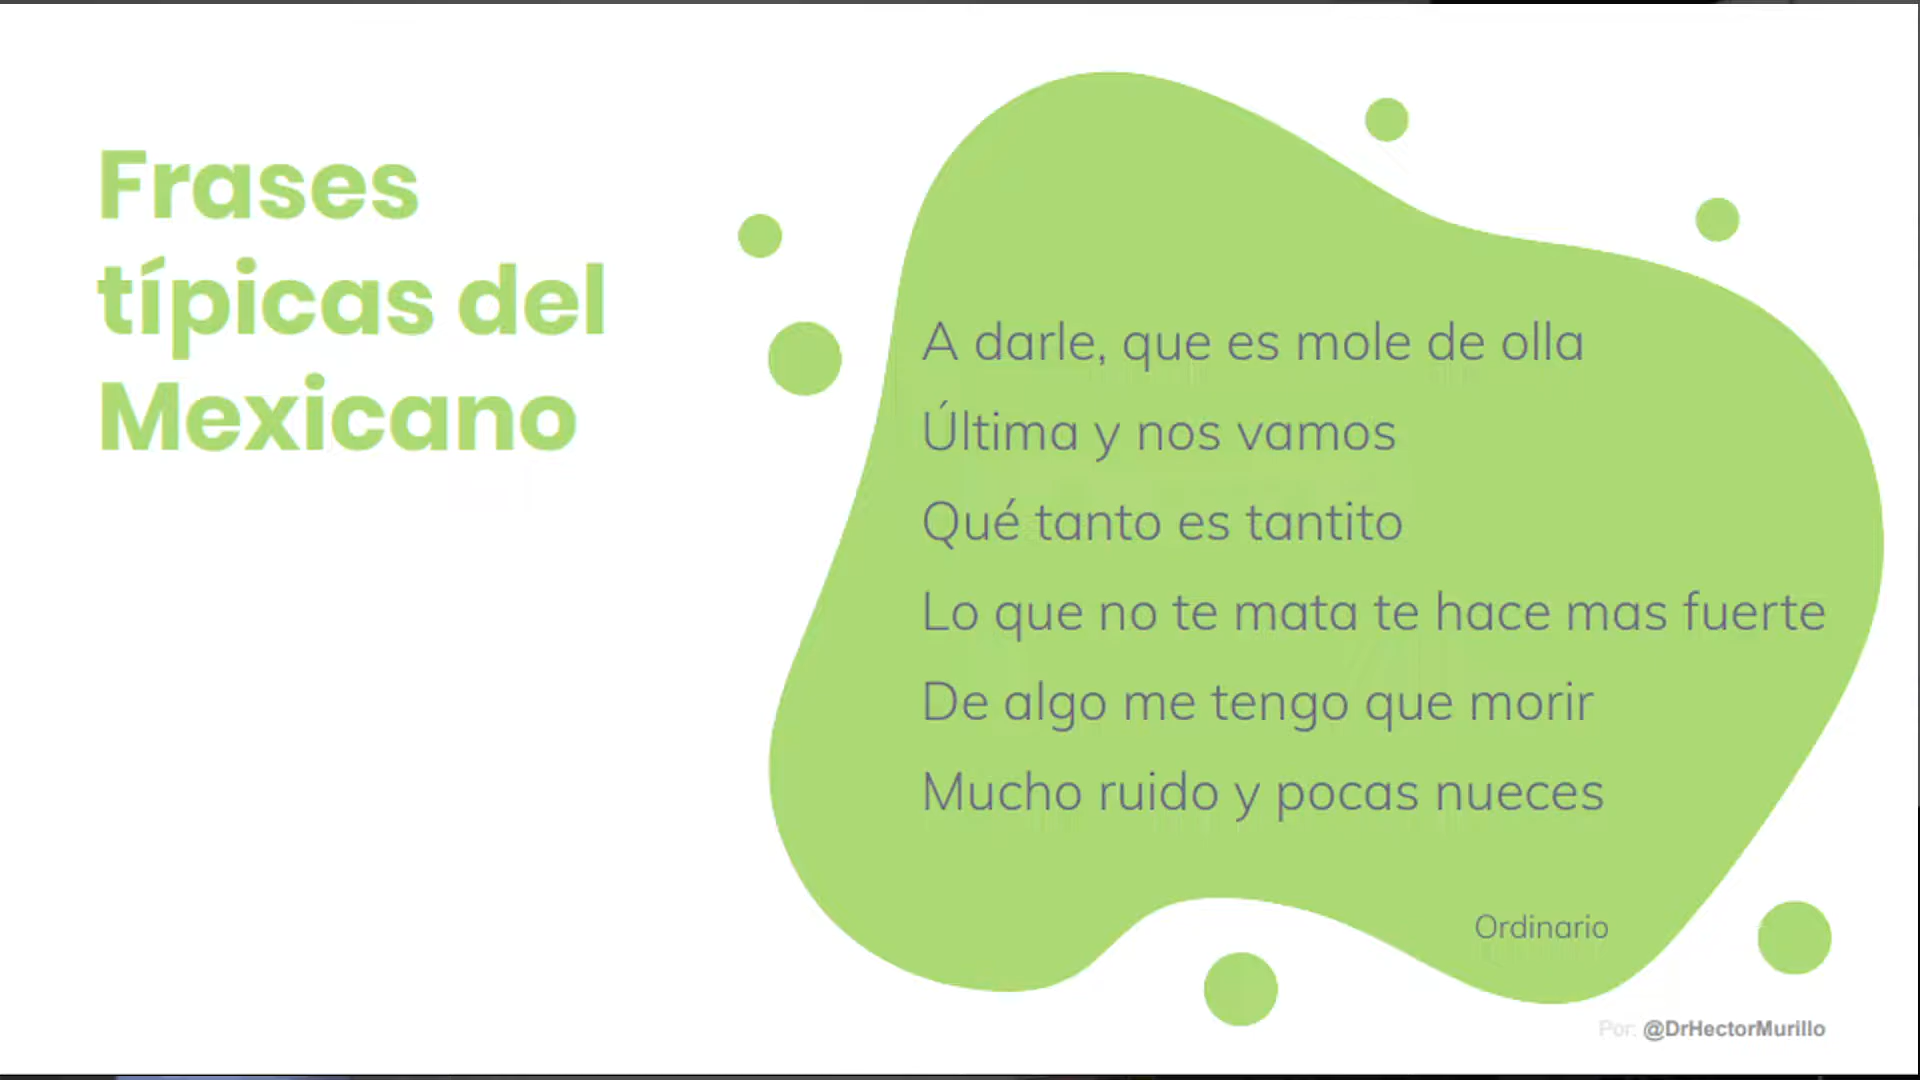 Frases
típicas del
Mexicano
A darle, que es mole de olla
Última y nos vamos
Qué tanto es tantito
Lo que no te mata te hace mas fuerte
De algo me tengo que morir
Mucho ruido y pocas nueces
Ordinario
Por: @DrHectorMurillo